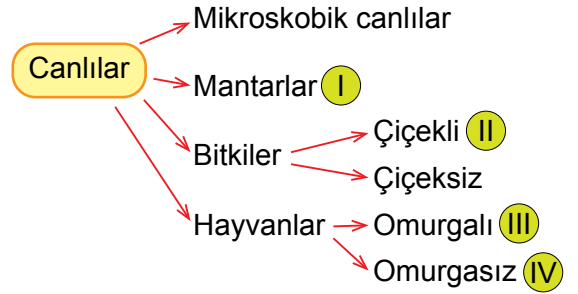 Mikroskobik canlılar
Canlılar
Mantarlar I
Bitkiler
Çiçekli II
Çiçeksiz
Hayvanlar
Omurgalı III
Omurgasız IV